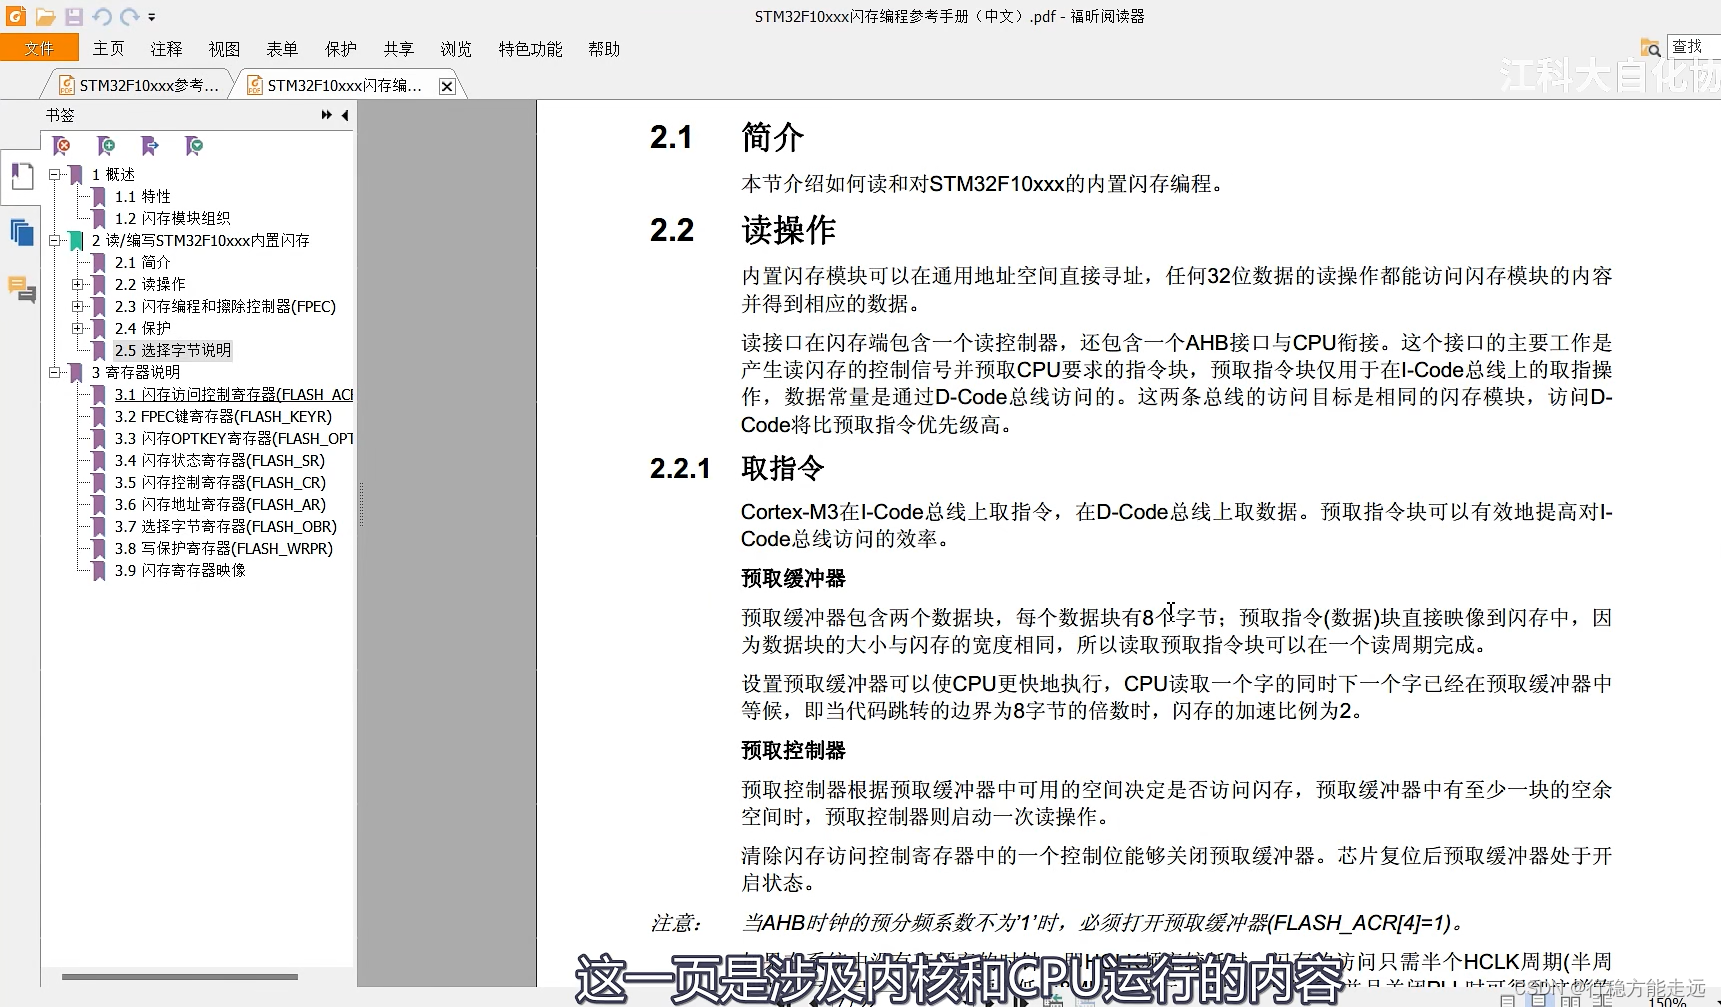 STM32F10xxx闪存编程参考手册（中文）.pdf - 福昕阅读器
文件 主页 注释 视图 表单 保护 共享 浏览 特色功能 帮助
查找
江科大自化协
STM32F10xxx参考... STM32F10xxx闪存编...
书签
1 概述
1.1 特性
1.2 闪存模块组织
2 读/编写STM32F10xxx内置闪存
2.1 简介
2.2 读操作
2.3 闪存编程和擦除控制器(FPEC)
2.4 保护
2.5 选择字节说明
3 寄存器说明
3.1 闪存访问控制寄存器(FLASH_ACR
3.2 FPEC键寄存器(FLASH_KEYR)
3.3 闪存OPTKEY寄存器(FLASH_OPT
3.4 闪存状态寄存器(FLASH_SR)
3.5 闪存控制寄存器(FLASH_CR)
3.6 闪存地址寄存器(FLASH_AR)
3.7 选择字节寄存器(FLASH_OBR)
3.8 写保护寄存器(FLASH_WRPR)
3.9 闪存寄存器映像
2.1 简介
本节介绍如何读和对STM32F10xxx的内置闪存编程。
2.2 读操作
内置闪存模块可以在通用地址空间直接寻址，任何32位数据的读操作都能访问闪存模块的内容
并得到相应的数据。
读接口在闪存端包含一个读控制器，还包含一个AHB接口与CPU衔接。这个接口的主要工作是
产生读闪存的控制信号并预取CPU要求的指令块，预取指令块仅用于在I-Code总线上的取指操
作，数据常量是通过D-Code总线访问的。这两条总线的访问目标是相同的闪存模块，访问D-
Code将比预取指令优先级高。
2.2.1 取指令
Cortex-M3在I-Code总线上取指令，在D-Code总线上取数据。预取指令块可以有效地提高对I-
Code总线访问的效率。
预取缓冲器
预取缓冲器包含两个数据块，每个数据块有8个字节；预取指令(数据)块直接映像到闪存中，因
为数据块的大小与闪存的宽度相同，所以读取预取指令块可以在一个读周期完成。
设置预取缓冲器可以使CPU更快地执行，CPU读取一个字的同时下一个字已经在预取缓冲器中
等候，即当代码跳转的边界为8字节的倍数时，闪存的加速比例为2。
预取控制器
预取控制器根据预取缓冲器中可用的空间决定是否访问闪存，预取缓冲器中有至少一块的空余
空间时，预取控制器则启动一次读操作。
清除闪存访问控制寄存器中的一个控制位能够关闭预取缓冲器。芯片复位后预取缓冲器处于开
启状态。
注意： 当AHB时钟的预分频系数不为'1'时，必须打开预取缓冲器(FLASH_ACR[4]=1)。
访问只需半个HCLK周期(半周
这一页是涉及内核和CPU运行的内容
CSDN @行稳方能走远
150%